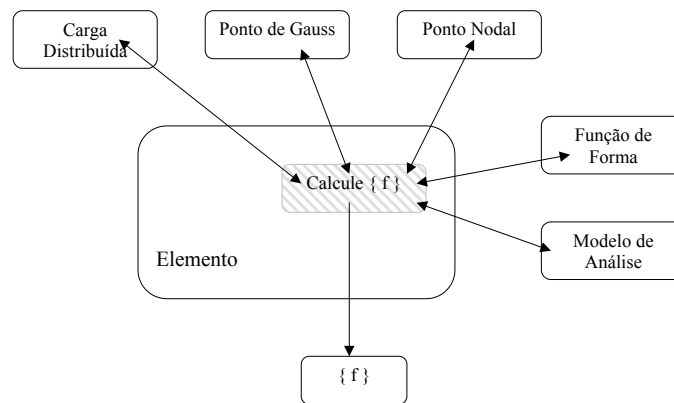 Carga
Distribuída
Ponto de Gauss
Ponto Nodal
Função de
Forma
Calcule { f }
Elemento
Modelo de
Análise
{ f }